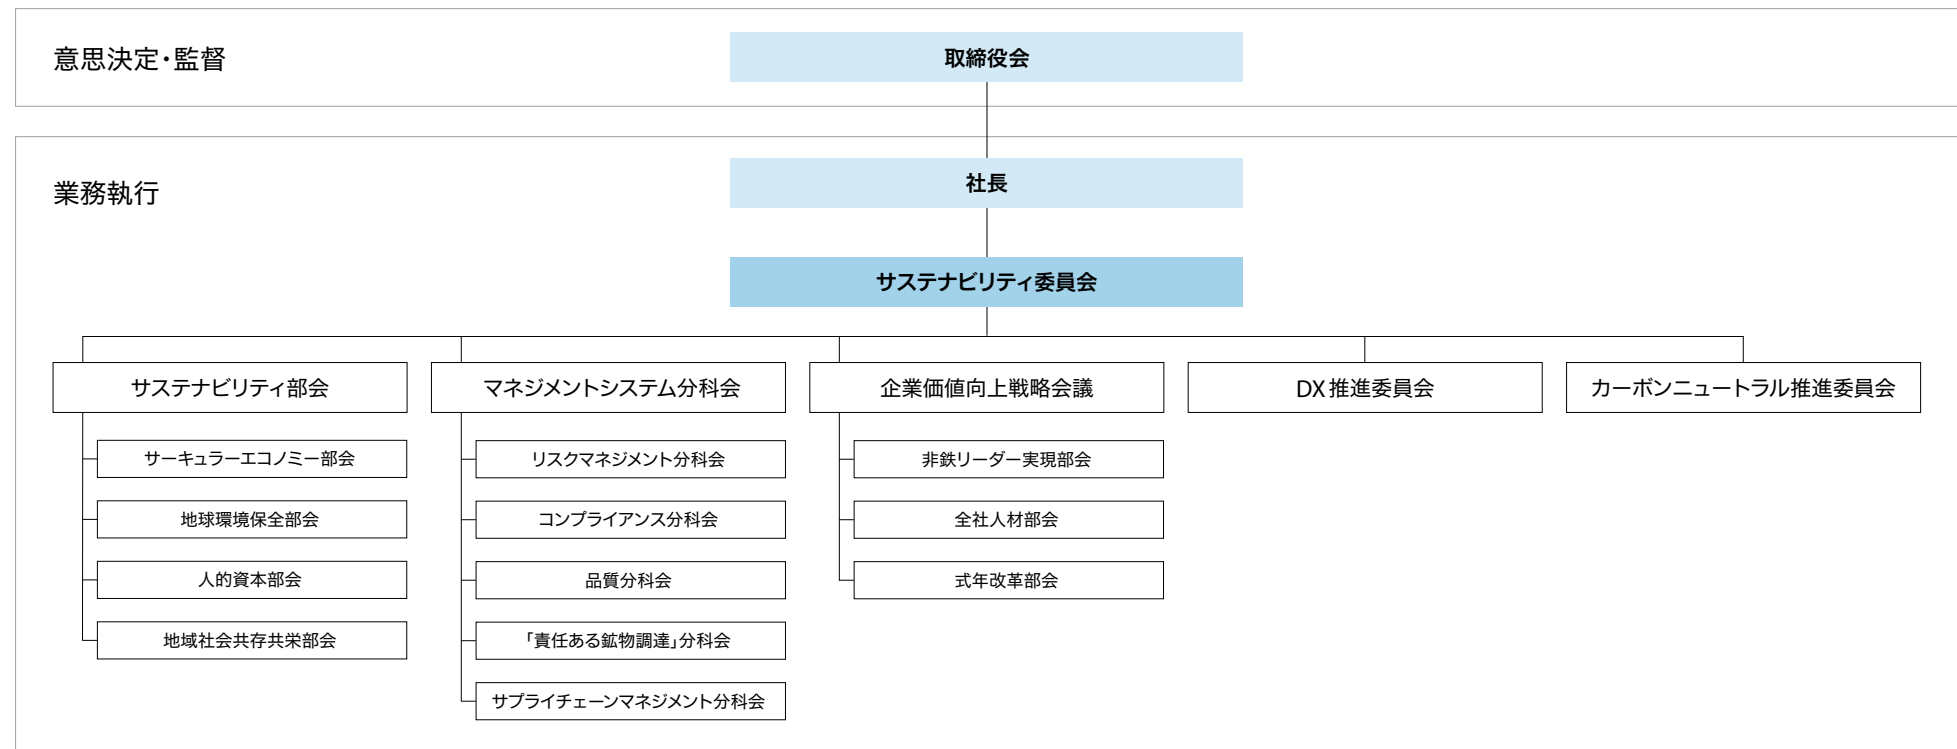 意思決定・監督
取締役会
業務執行
社長
サステナビリティ委員会
サステナビリティ部会
マネジメントシステム分科会
企業価値向上戦略会議
DX推進委員会
カーボンニュートラル推進委員会
サーキュラーエコノミー部会
地球環境保全部会
人的資本部会
地域社会共存共栄部会
リスクマネジメント分科会
コンプライアンス分科会
品質分科会
「責任ある鉱物調達」分科会
サプライチェーンマネジメント分科会
非鉄リーダー実現部会
全社人材部会
式年改革部会